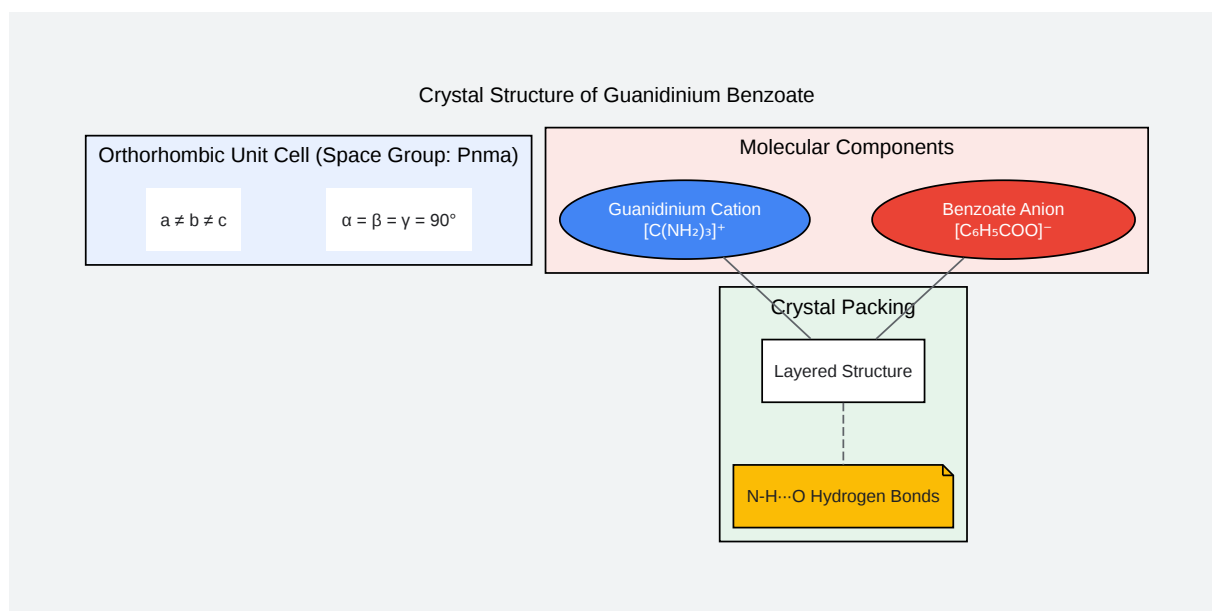 Crystal Structure of Guanidinium Benzoate
Orthorhombic Unit Cell (Space Group: Pnma)
a ≠ b ≠ c
α = β = γ = 90°
Molecular Components
Guanidinium Cation
[C(NH₂)₃]⁺
Benzoate Anion
[C₆H₅COO]⁻
Crystal Packing
Layered Structure
N-H···O Hydrogen Bonds